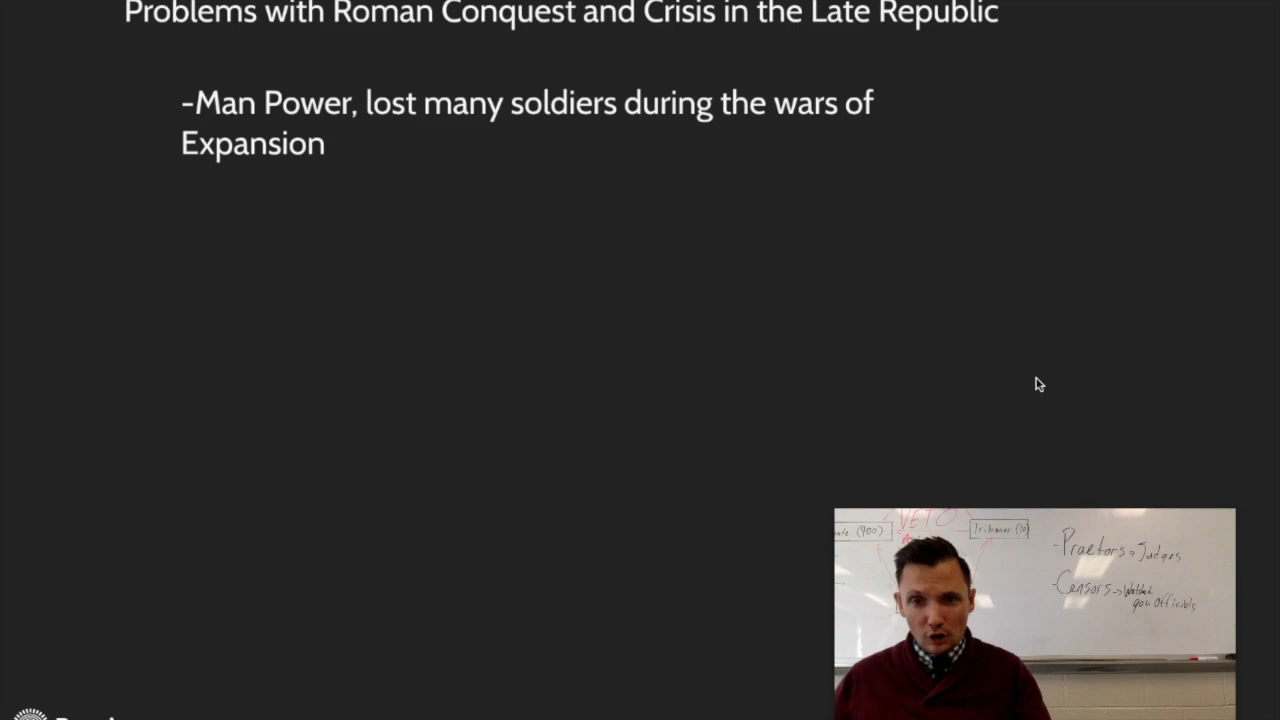 Problems with Roman Conquest and Crisis in the Late Republic
-Man Power, lost many soldiers during the wars of
Expansion
VETO
(900)
Tribunes (10)
-Praetors → Judges
-Censors → Watched
gov. Officials